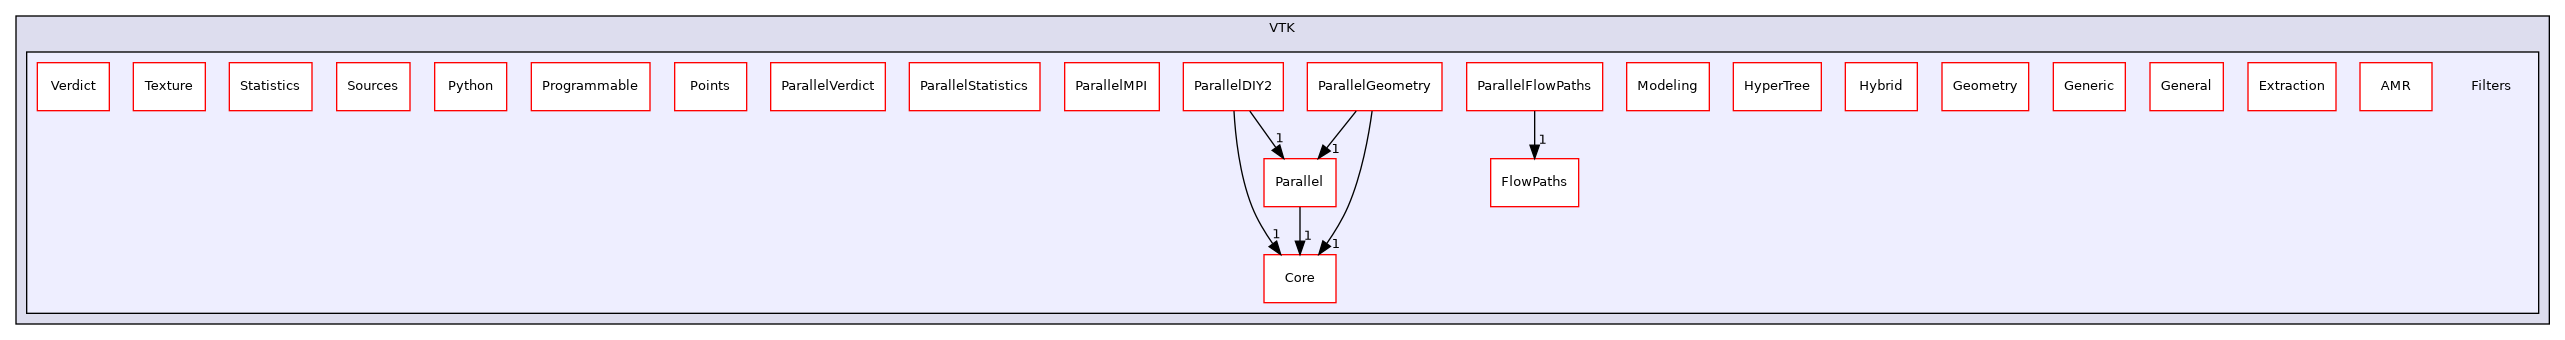 VTK
Verdict
Texture
Statistics
Sources
Python
Programmable
Points
ParallelVerdict
ParallelStatistics
ParallelMPI
ParallelDIY2
ParallelGeometry
ParallelFlowPaths
Modeling
HyperTree
Hybrid
Geometry
Generic
General
Extraction
AMR
Filters
1
1
1
Parallel
FlowPaths
1
1
1
Core